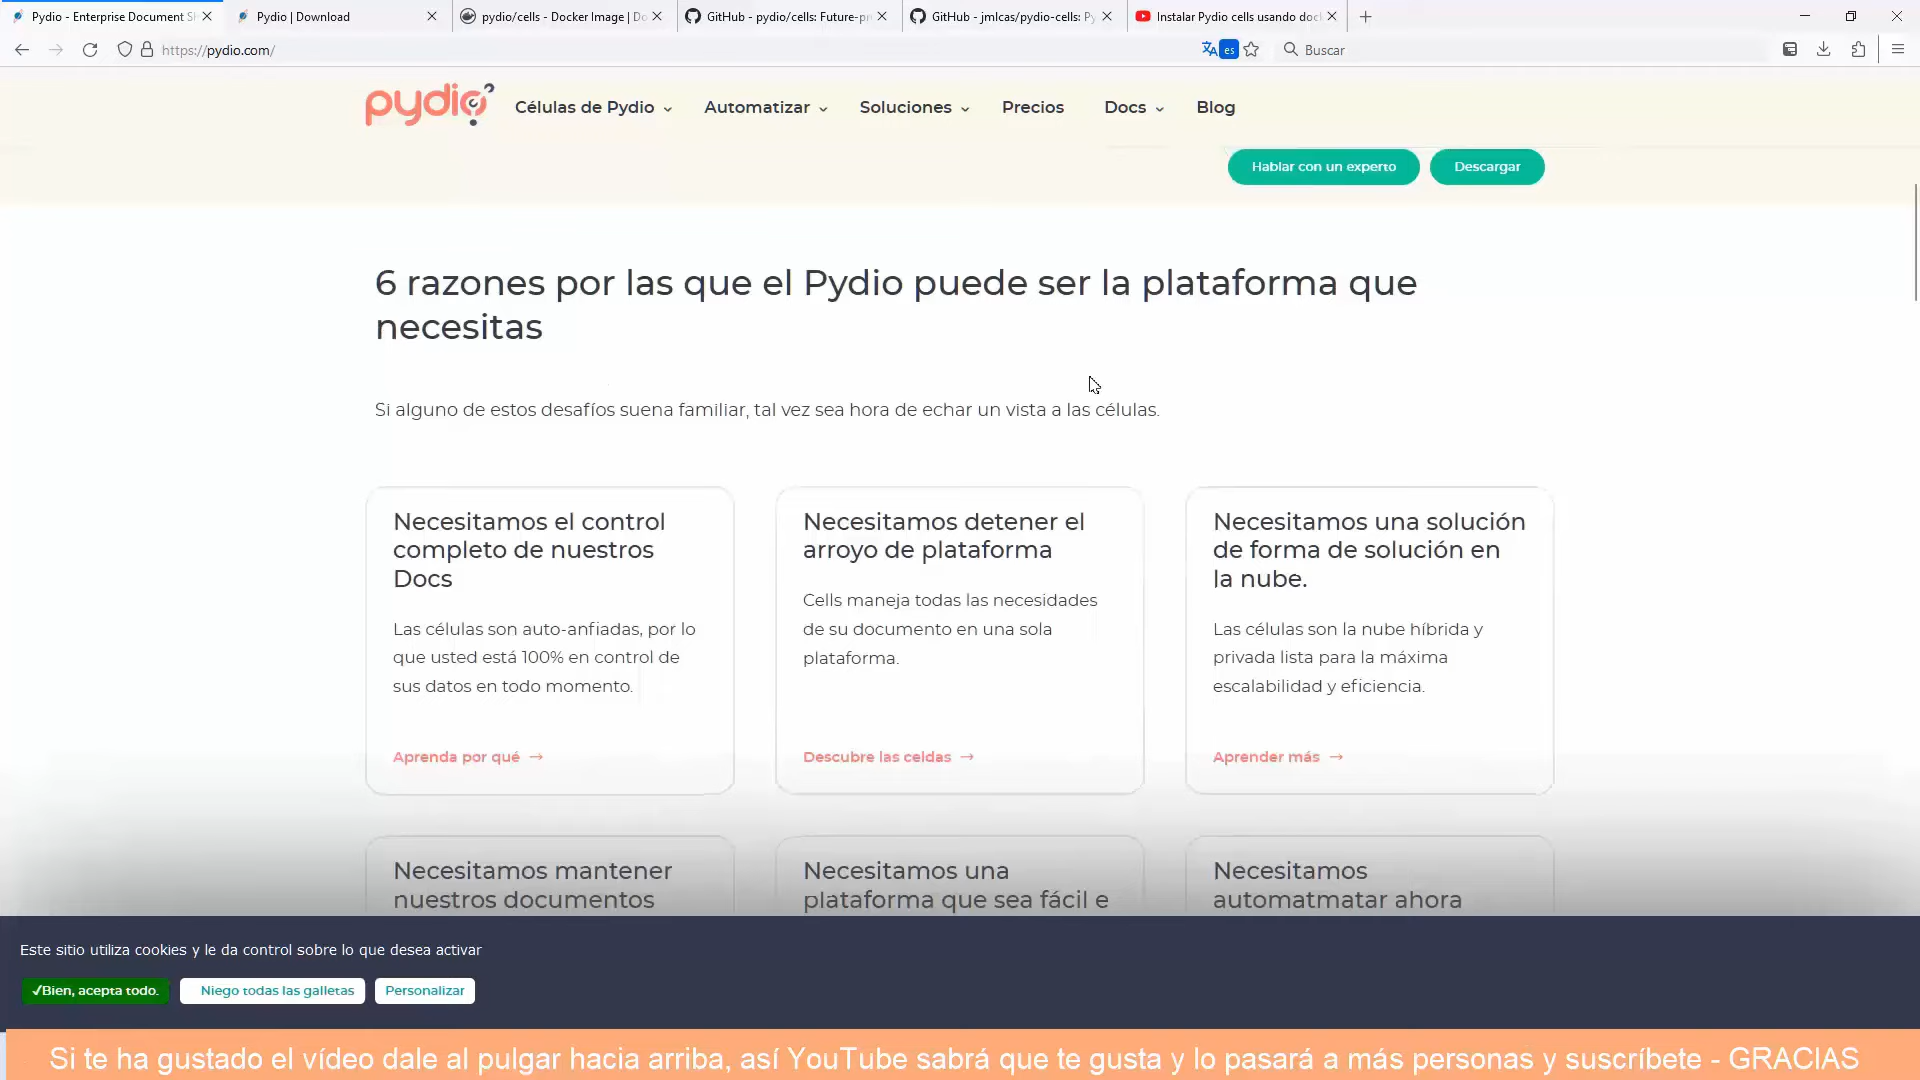 Pydio - Enterprise Document S
Pydio | Download
pydio/cells - Docker Image | Do
GitHub - pydio/cells: Future-pr
GitHub - jmlcas/pydio-cells: Py
Instalar Pydio cells usando doc
https://pydio.com/
es
Buscar
pydio
Células de Pydio
Automatizar
Soluciones
Precios
Docs
Blog
Hablar con un experto
Descargar
6 razones por las que el Pydio puede ser la plataforma que
necesitas
Si alguno de estos desafíos suena familiar, tal vez sea hora de echar un vista a las células.
Necesitamos el control
completo de nuestros
Docs
Las células son auto-anfiadas, por lo
que usted está 100% en control de
sus datos en todo momento.
Aprenda por qué →
Necesitamos detener el
arroyo de plataforma
Cells maneja todas las necesidades
de su documento en una sola
plataforma.
Descubre las celdas →
Necesitamos una solución
de forma de solución en
la nube.
Las células son la nube híbrida y
privada lista para la máxima
escalabilidad y eficiencia.
Aprender más →
Necesitamos mantener
nuestros documentos
Necesitamos una
plataforma que sea fácil e
Necesitamos
automatmatar ahora
Este sitio utiliza cookies y le da control sobre lo que desea activar
✓Bien, acepta todo.
Niego todas las galletas
Personalizar
Si te ha gustado el vídeo dale al pulgar hacia arriba, así YouTube sabrá que te gusta y lo pasará a más personas y suscríbete - GRACIAS